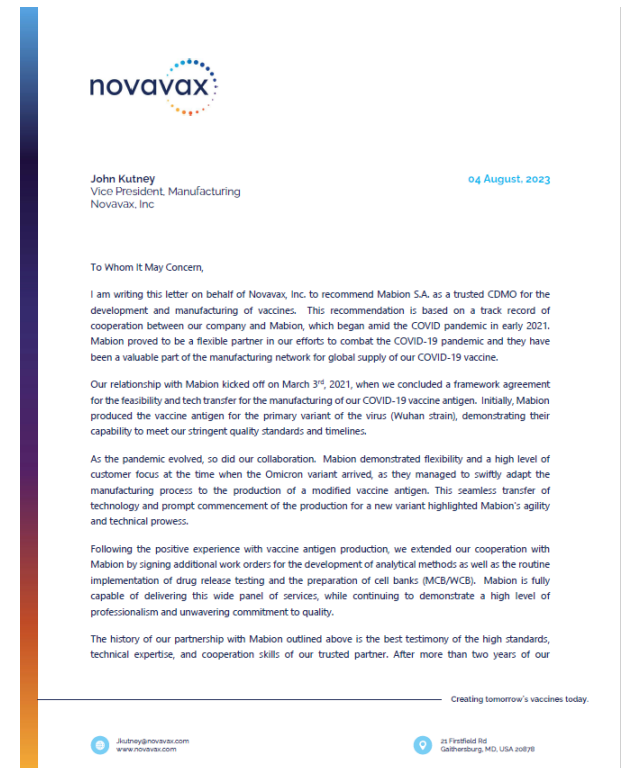 novavax
John Kutney
04 August, 2023
Vice President, Manufacturing
Novavax, Inc
To Whom It May Concern,
I am writing this letter on behalf of Novavax, Inc. to recommend Mabion S.A. as a trusted CDMO for the
development and manufacturing of vaccines. This recommendation is based on a track record of
cooperation between our company and Mabion, which began amid the COVID pandemic in early 2021.
Mabion proved to be a flexible partner in our efforts to combat the COVID-19 pandemic and they have
been a valuable part of the manufacturing network for global supply of our COVID-19 vaccine.
Our relationship with Mabion kicked off on March 3rd, 2021, when we concluded a framework agreement
for the feasibility and tech transfer for the manufacturing of our COVID-19 vaccine antigen. Initially, Mabion
produced the vaccine antigen for the primary variant of the virus (Wuhan strain), demonstrating their
capability to meet our stringent quality standards and timelines.
As the pandemic evolved, so did our collaboration. Mabion demonstrated flexibility and a high level of
customer focus at the time when the Omicron variant arrived, as they managed to swiftly adapt the
manufacturing process to the production of a modified vaccine antigen. This seamless transfer of
technology and prompt commencement of the production for a new variant highlighted Mabion's agility
and technical prowess.
Following the positive experience with vaccine antigen production, we extended our cooperation with
Mabion by signing additional work orders for the development of analytical methods as well as the routine
implementation of drug release testing and the preparation of cell banks (MCB/WCB). Mabion is fully
capable of delivering this wide panel of services, while continuing to demonstrate a high level of
professionalism and unwavering commitment to quality.
The history of our partnership with Mabion outlined above is the best testimony of the high standards,
technical expertise, and cooperation skills of our trusted partner. After more than two years of our
Creating tomorrow's vaccines today.
Jkutney@novavax.com
www.novavax.com
21 Firstfield Rd
Gaithersburg, MD, USA 20878